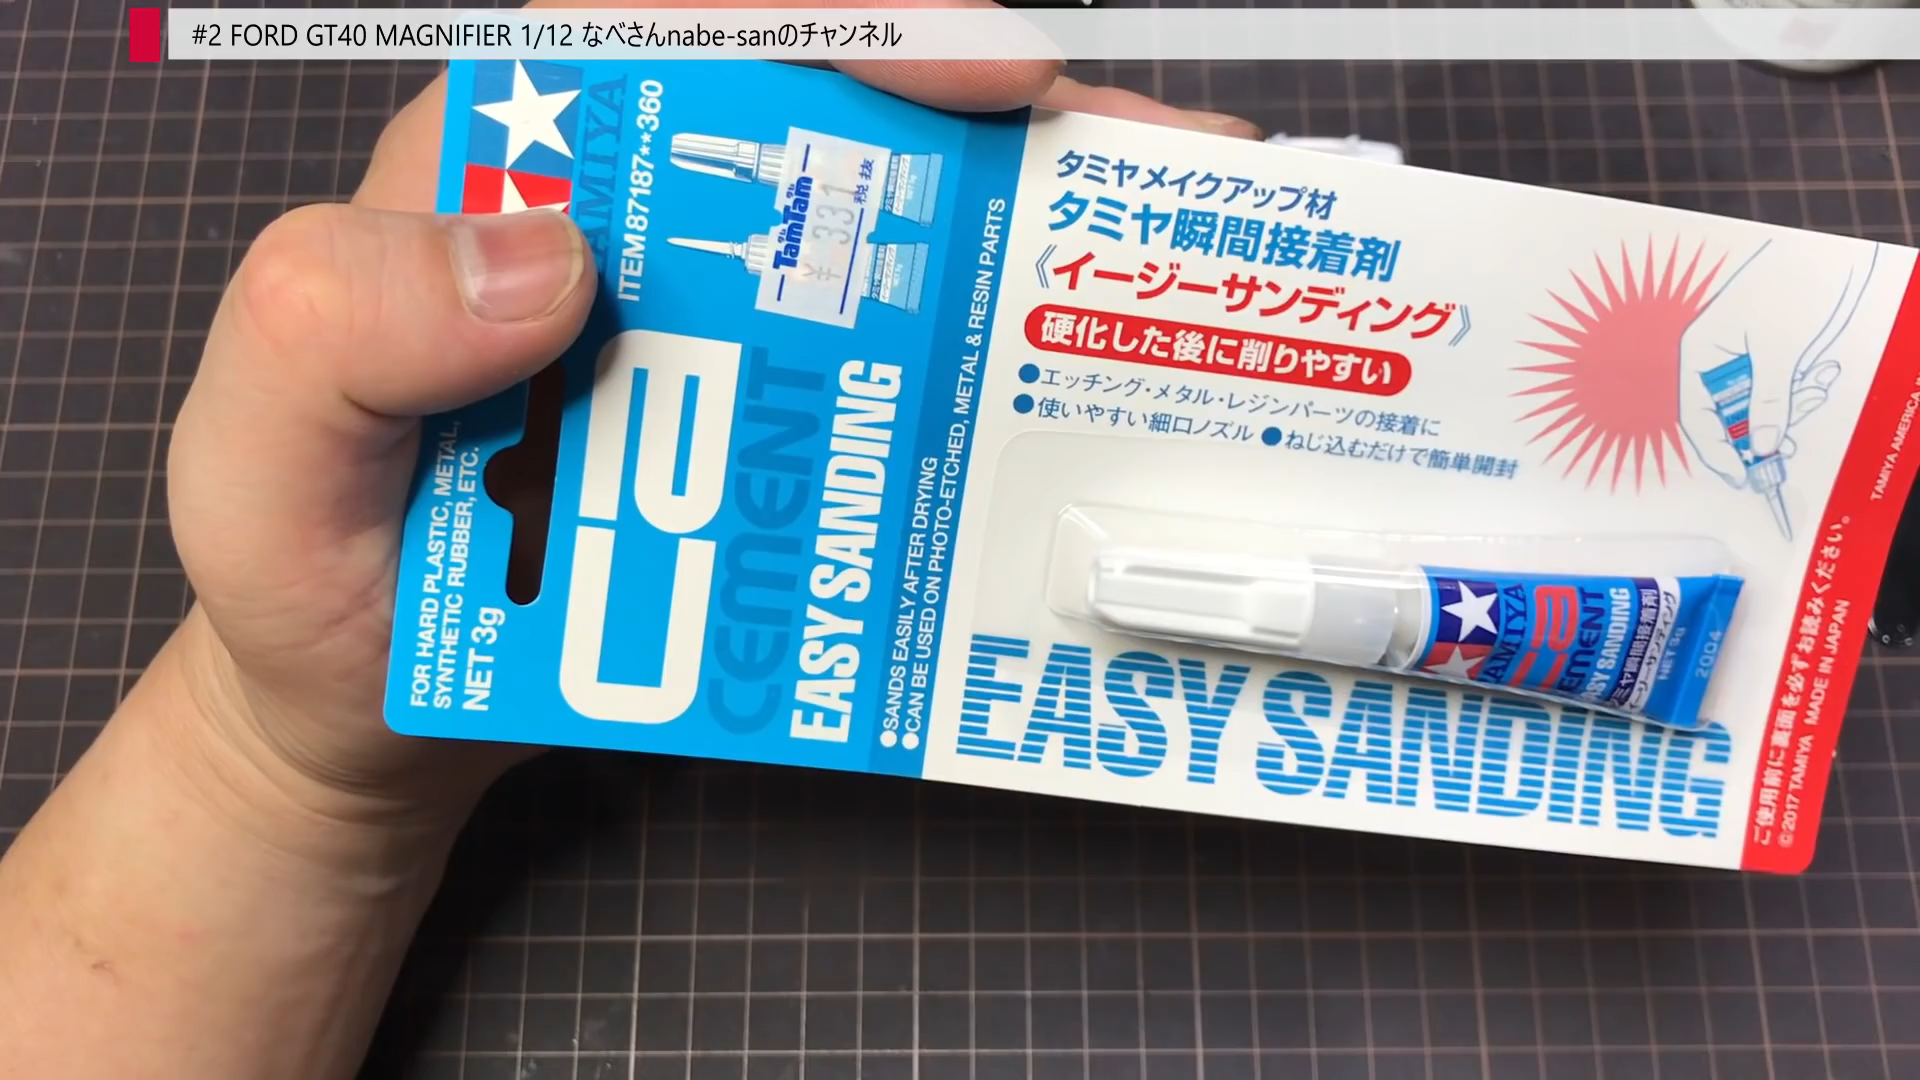 #2 FORD GT40 MAGNIFIER 1/12 なべさんnabe-sanのチャンネル
TAMIYA
ITEM 87187**360
TamTam
¥331
税抜
FOR HARD PLASTIC, METAL,
SYNTHETIC RUBBER, ETC.
NET 3g
CA
CEMENT
EASY SANDING
●SANDS EASILY AFTER DRYING
●CAN BE USED ON PHOTO-ETCHED, METAL & RESIN PARTS
タミヤメイクアップ材
タミヤ瞬間接着剤
《イージーサンディング》
硬化した後に削りやすい
●エッチング・メタル・レジンパーツの接着に
●使いやすい細口ノズル ●ねじ込むだけで簡単開封
TAMIYA
CA
CEMENT
EASY SANDING
タミヤ瞬間接着剤
イージーサンディング
NET 3g
2004
EASY SANDING
ご使用前に裏面を必ずお読みください。
©2017 TAMIYA MADE IN JAPAN
TAMIYA AMERICA